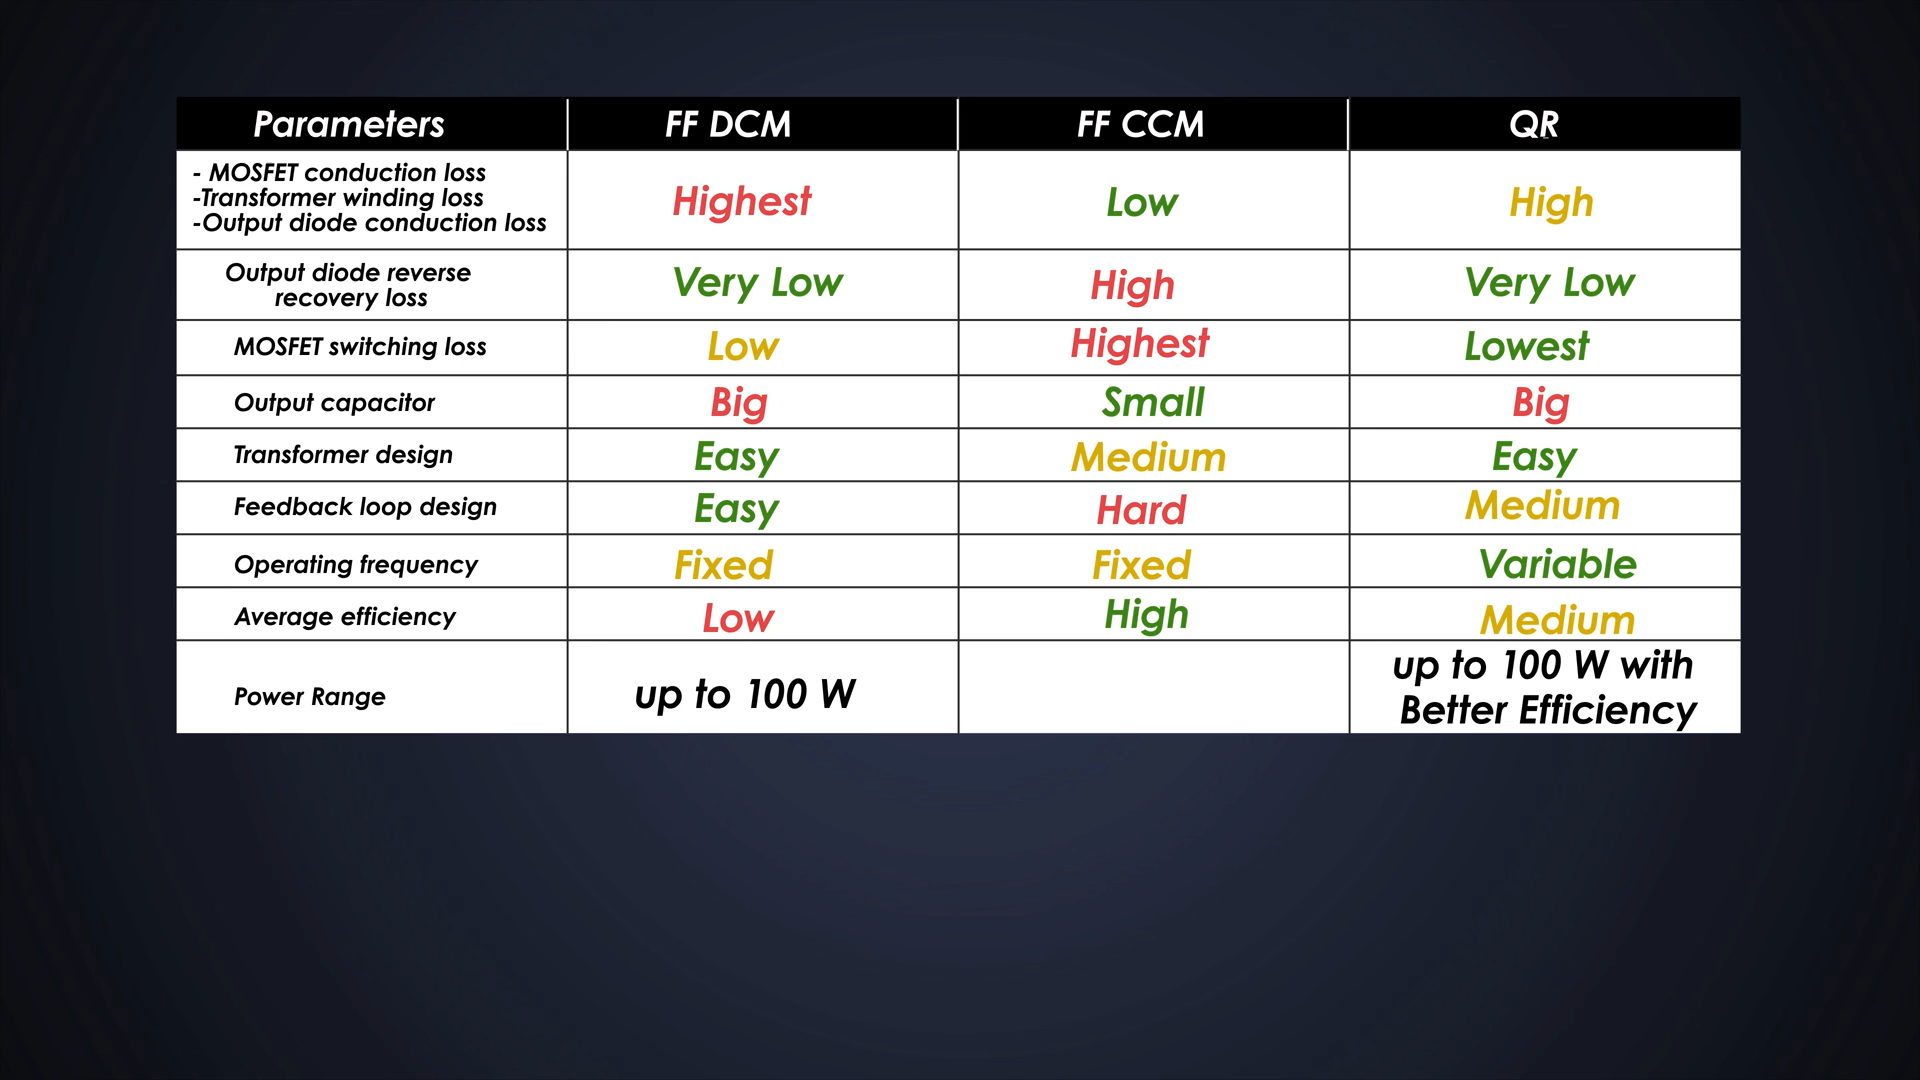 Parameters FF DCM FF CCM QR
- MOSFET conduction loss
-Transformer winding loss
-Output diode conduction loss
Highest Low High
Output diode reverse
recovery loss
Very Low High Very Low
MOSFET switching loss Low Highest Lowest
Output capacitor Big Small Big
Transformer design Easy Medium Easy
Feedback loop design Easy Hard Medium
Operating frequency Fixed Fixed Variable
Average efficiency Low High Medium
Power Range up to 100 W
up to 100 W with
Better Efficiency